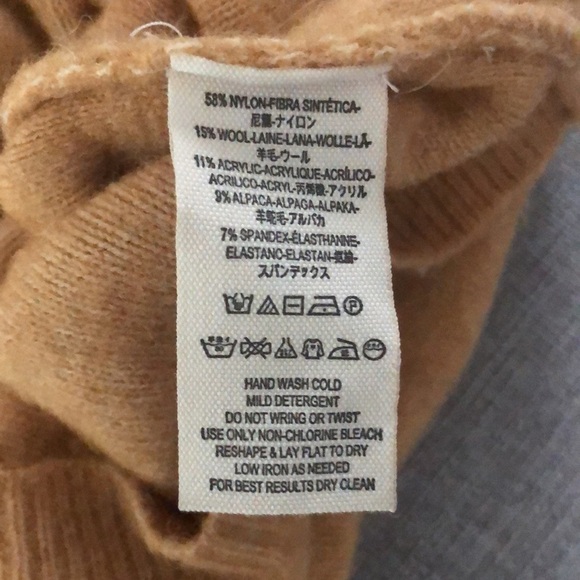 58% NYLON-FIBRA SINTÉTICA-
尼龍-ナイロン
15% WOOL-LAINE-LANA-WOLLE-LÃ-
羊毛-ウール
11% ACRYLIC-ACRYLIQUE-ACRÍLICO-
ACRILICO-ACRYL-丙烯酸-アクリル
9% ALPACA-ALPAGA-ALPAKA-
羊駝毛-アルパカ
7% SPANDEX-ÉLASTHANNE-
ELASTANO-ELASTAN-氨綸-
スパンデックス
HAND WASH COLD
MILD DETERGENT
DO NOT WRING OR TWIST
USE ONLY NON-CHLORINE BLEACH
RESHAPE & LAY FLAT TO DRY
LOW IRON AS NEEDED
FOR BEST RESULTS DRY CLEAN